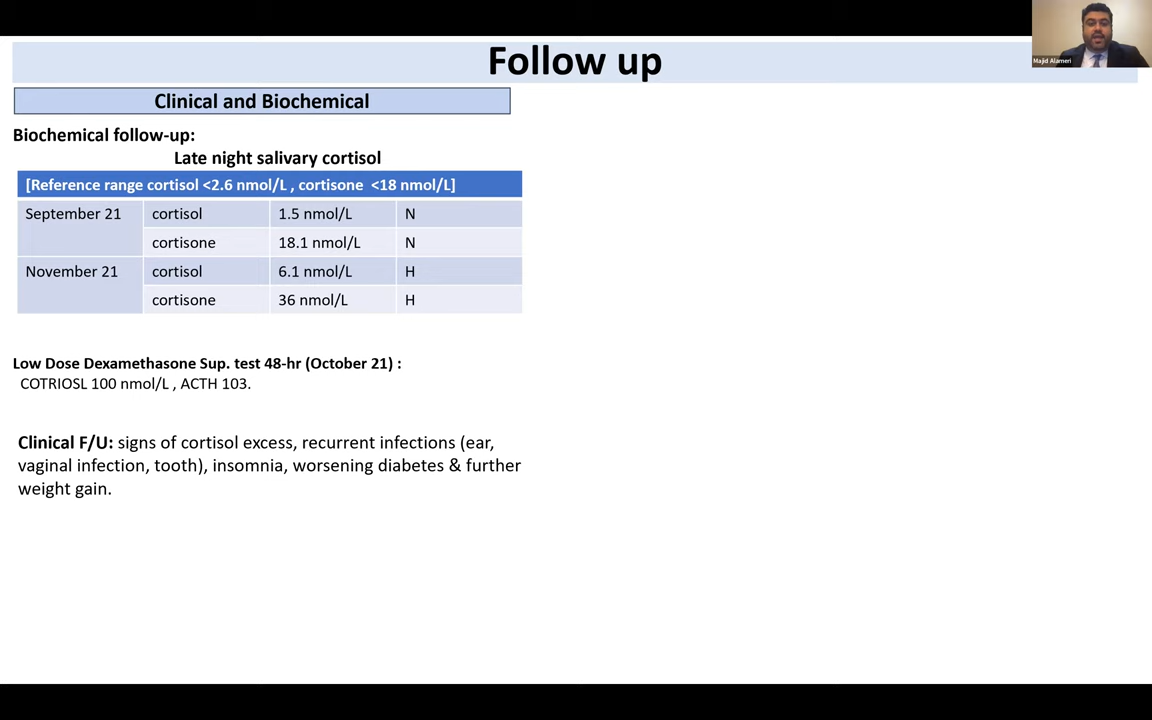 Majid Alameri
Follow up
Clinical and Biochemical
Biochemical follow-up:
Late night salivary cortisol
[Reference range cortisol <2.6 nmol/L , cortisone <18 nmol/L]
September 21 cortisol 1.5 nmol/L N
cortisone 18.1 nmol/L N
November 21 cortisol 6.1 nmol/L H
cortisone 36 nmol/L H
Low Dose Dexamethasone Sup. test 48-hr (October 21) :
COTRIOSL 100 nmol/L , ACTH 103.
Clinical F/U: signs of cortisol excess, recurrent infections (ear,
vaginal infection, tooth), insomnia, worsening diabetes & further
weight gain.